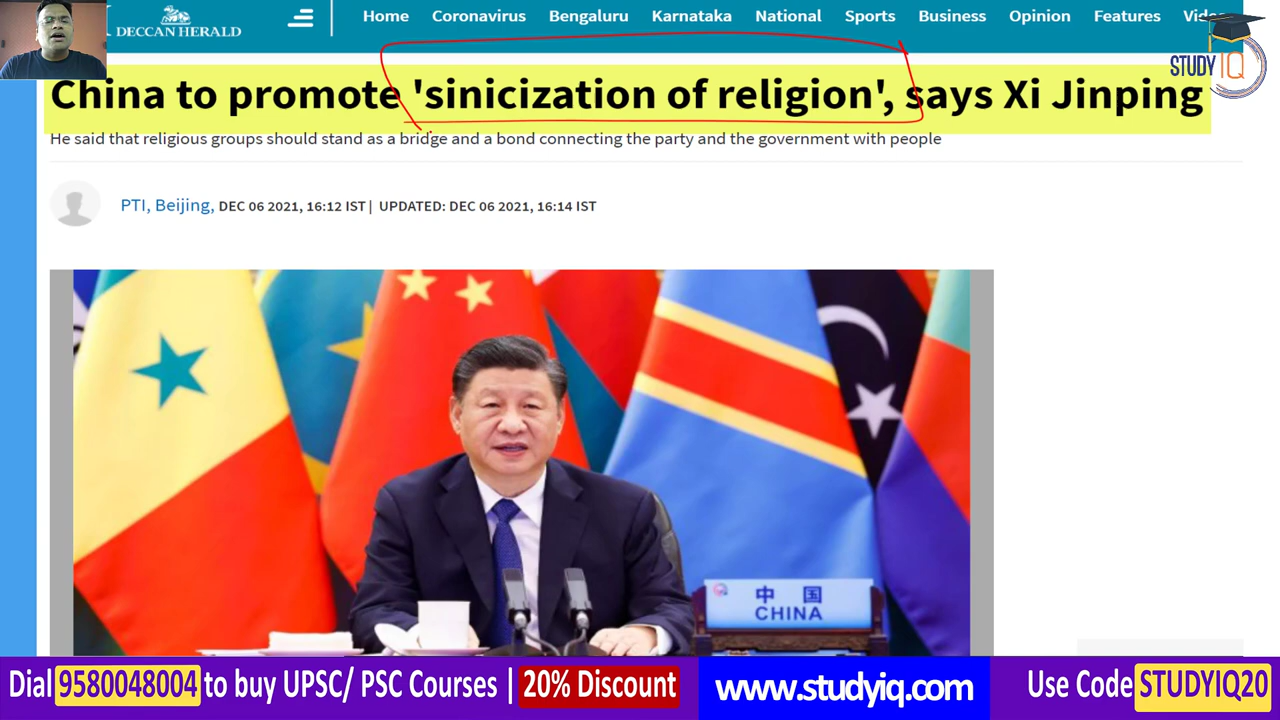 DECCAN HERALD
Home Coronavirus Bengaluru Karnataka National Sports Business Opinion Features
STUDY IQ
China to promote 'sinicization of religion', says Xi Jinping
He said that religious groups should stand as a bridge and a bond connecting the party and the government with people
PTI, Beijing, DEC 06 2021, 16:12 IST | UPDATED: DEC 06 2021, 16:14 IST
中 国
CHINA
Dial 9580048004 to buy UPSC/ PSC Courses | 20% Discount
www.studyiq.com
Use Code STUDYIQ20